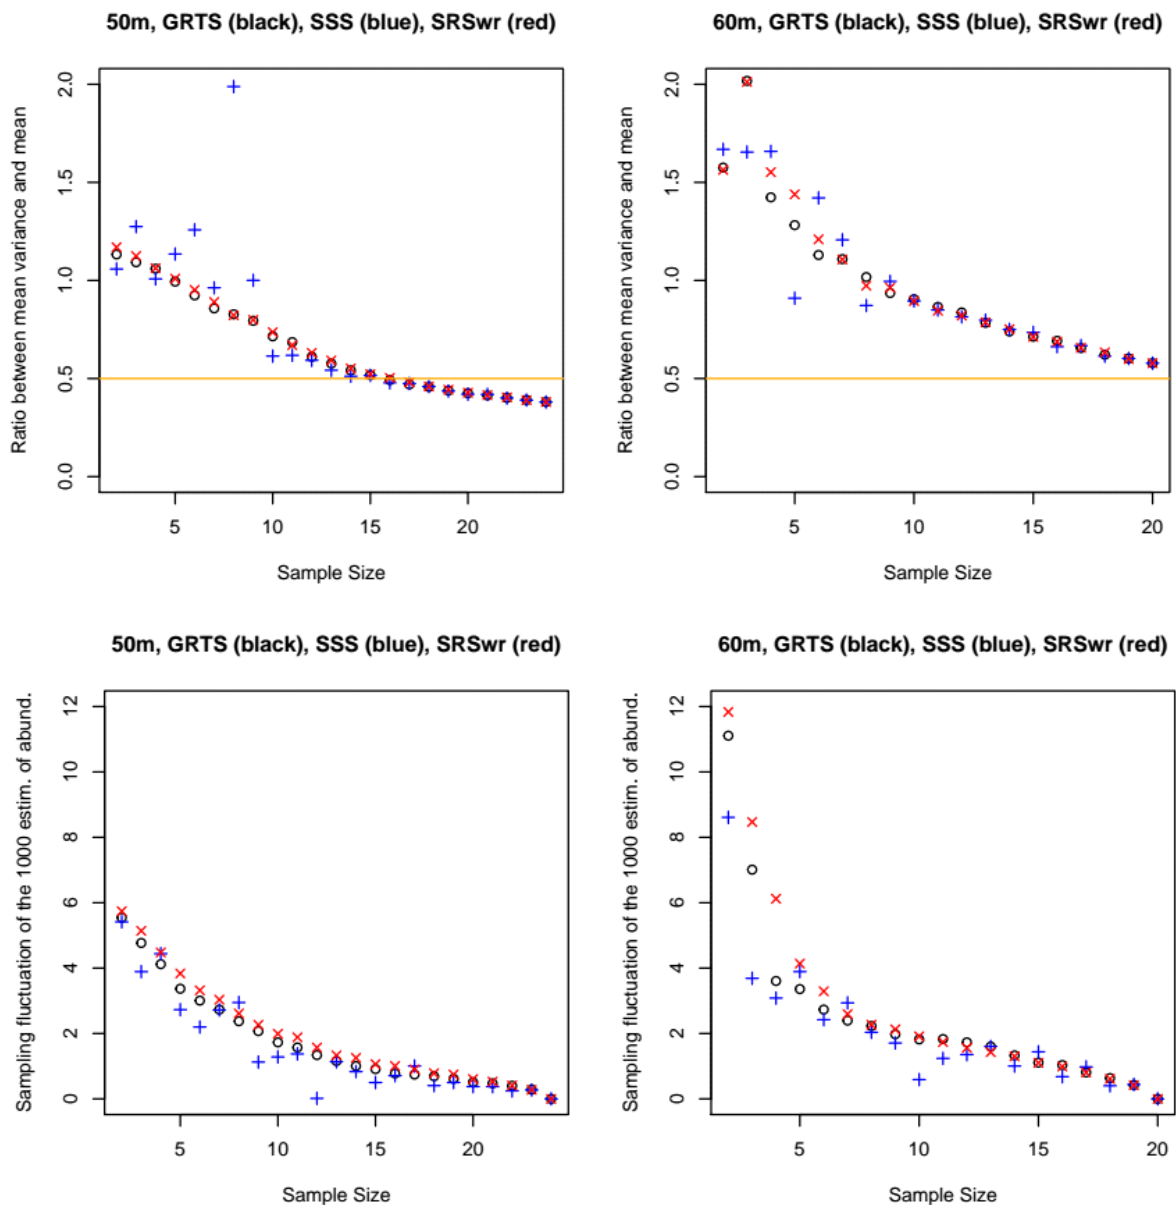 50m, GRTS (black), SSS (blue), SRSwr (red)
Ratio between mean variance and mean
2.0
1.5
1.0
0.5
0.0
5 10 15 20
Sample Size
60m, GRTS (black), SSS (blue), SRSwr (red)
Ratio between mean variance and mean
2.0
1.5
1.0
0.5
0.0
5 10 15 20
Sample Size
50m, GRTS (black), SSS (blue), SRSwr (red)
Sampling fluctuation of the 1000 estim. of abund.
12
10
8
6
4
2
0
5 10 15 20
Sample Size
60m, GRTS (black), SSS (blue), SRSwr (red)
Sampling fluctuation of the 1000 estim. of abund.
12
10
8
6
4
2
0
5 10 15 20
Sample Size